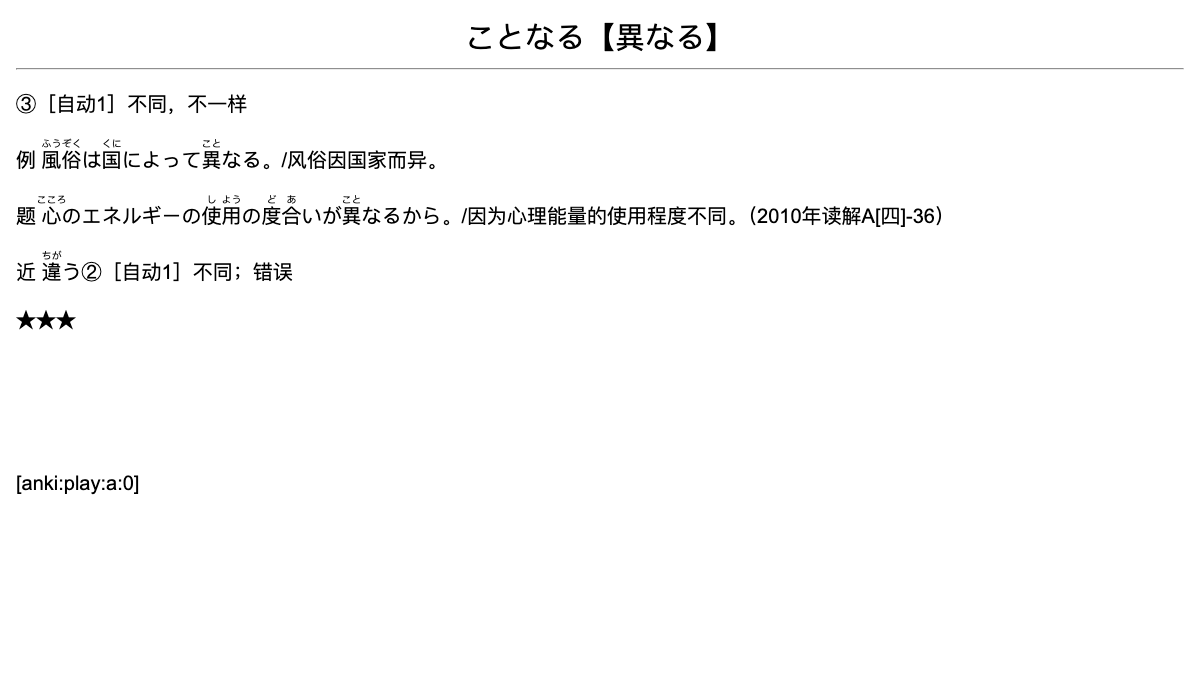 ことなる【異なる】
③［自动1］不同，不一样
ふうぞく くに こと
例 風俗は国によって異なる。/风俗因国家而异。
こころ しよう どあ こと
题 心のエネルギーの使用の度合いが異なるから。/因为心理能量的使用程度不同。（2010年读解A[四]-36）
ちが
近 違う②［自动1］不同；错误
★★★
[anki:play:a:0]